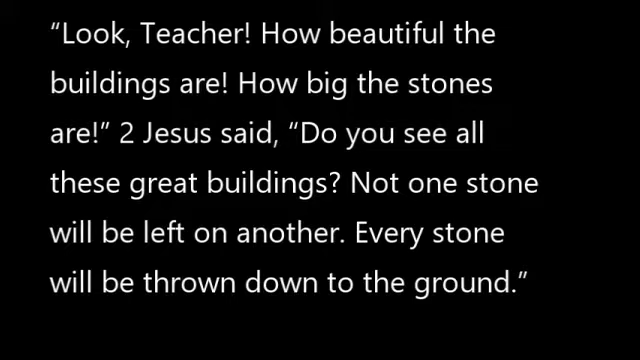 “Look, Teacher! How beautiful the
buildings are! How big the stones
are!” 2 Jesus said, “Do you see all
these great buildings? Not one stone
will be left on another. Every stone
will be thrown down to the ground.”